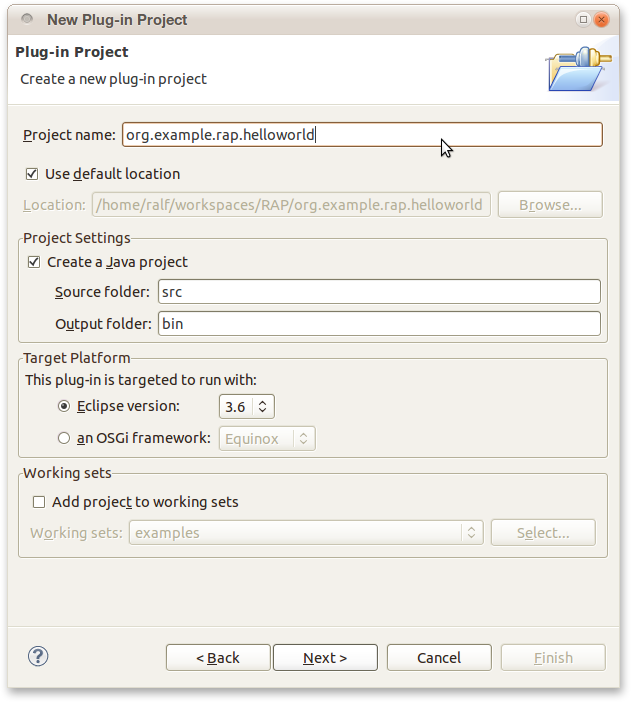 New Plug-in Project
Plug-in Project
Create a new plug-in project
Project name: org.example.rap.helloworld
Use default location
Location: /home/ralf/workspaces/RAP/org.example.rap.helloworld Browse...
Project Settings
Create a Java project
Source folder: src
Output folder: bin
Target Platform
This plug-in is targeted to run with:
Eclipse version: 3.6
an OSGi framework: Equinox
Working sets
Add project to working sets
Working sets: examples Select...
? < Back Next > Cancel Finish